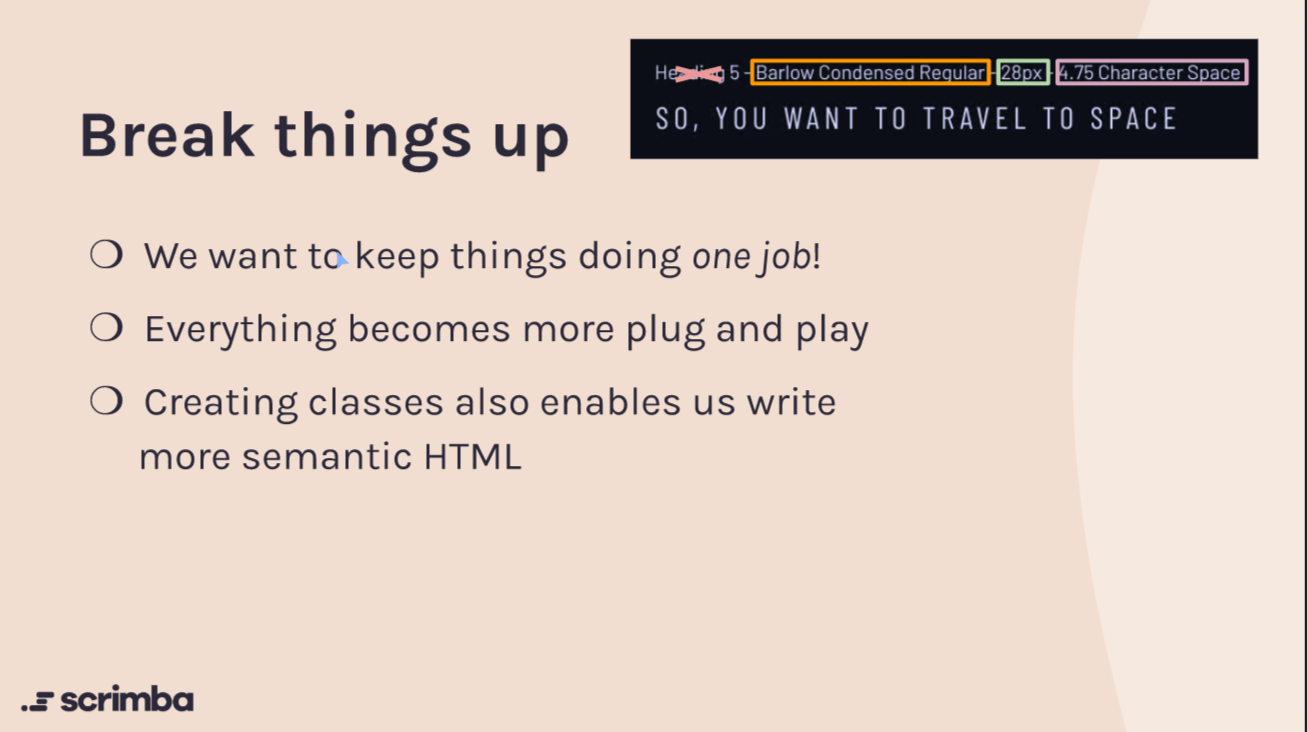 Heading 5 - Barlow Condensed Regular - 28px - 4.75 Character Space
SO, YOU WANT TO TRAVEL TO SPACE
Break things up
We want to keep things doing one job!
Everything becomes more plug and play
Creating classes also enables us write
more semantic HTML
scrimba